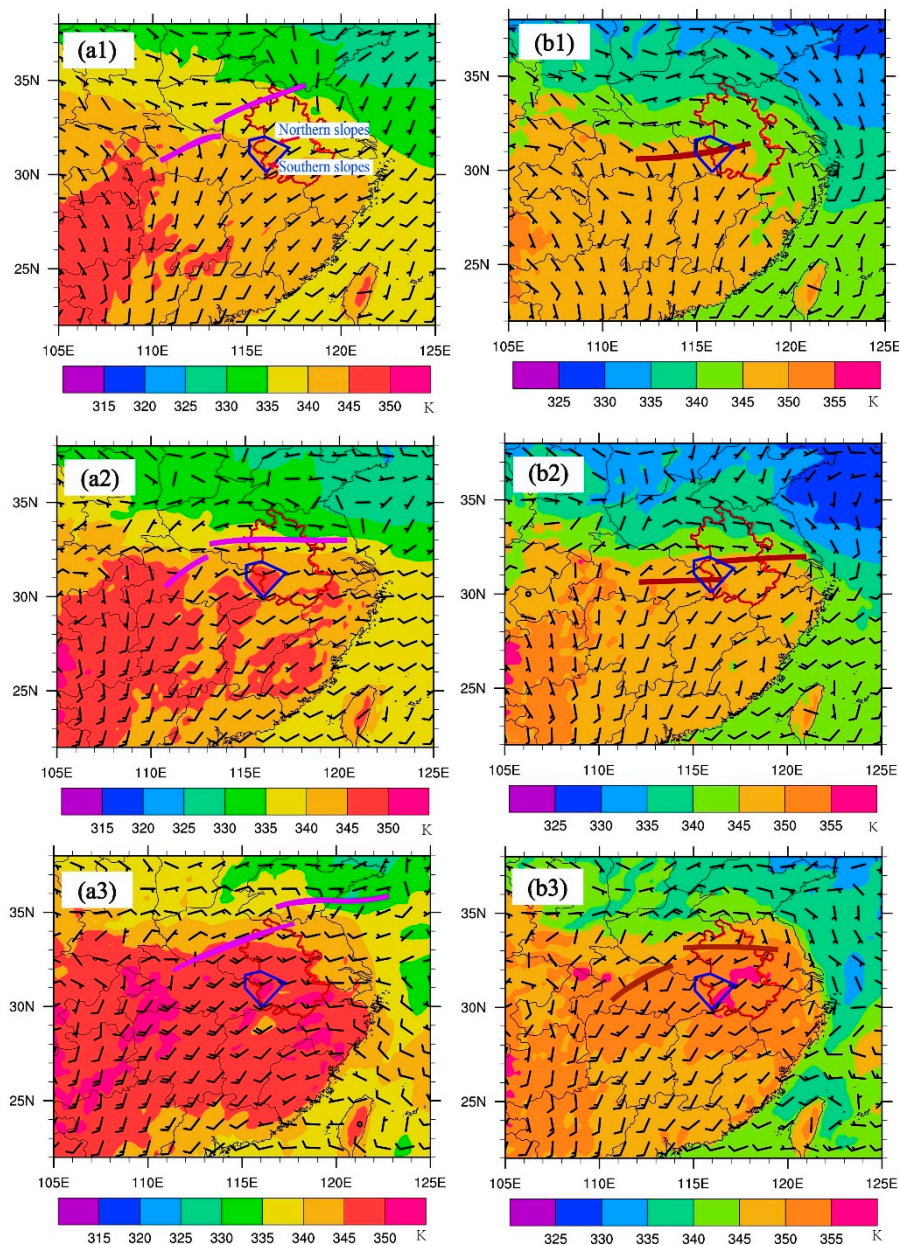 (a1)
35N
30N
25N
Northern slopes
Southern slopes
105E 110E 115E 120E 125E
315 320 325 330 335 340 345 350 K
(b1)
35N
30N
25N
105E 110E 115E 120E 125E
325 330 335 340 345 350 355 K
(a2)
35N
30N
25N
105E 110E 115E 120E 125E
315 320 325 330 335 340 345 350 K
(b2)
35N
30N
25N
105E 110E 115E 120E 125E
325 330 335 340 345 350 355 K
(a3)
35N
30N
25N
105E 110E 115E 120E 125E
315 320 325 330 335 340 345 350 K
(b3)
35N
30N
25N
105E 110E 115E 120E 125E
325 330 335 340 345 350 355 K